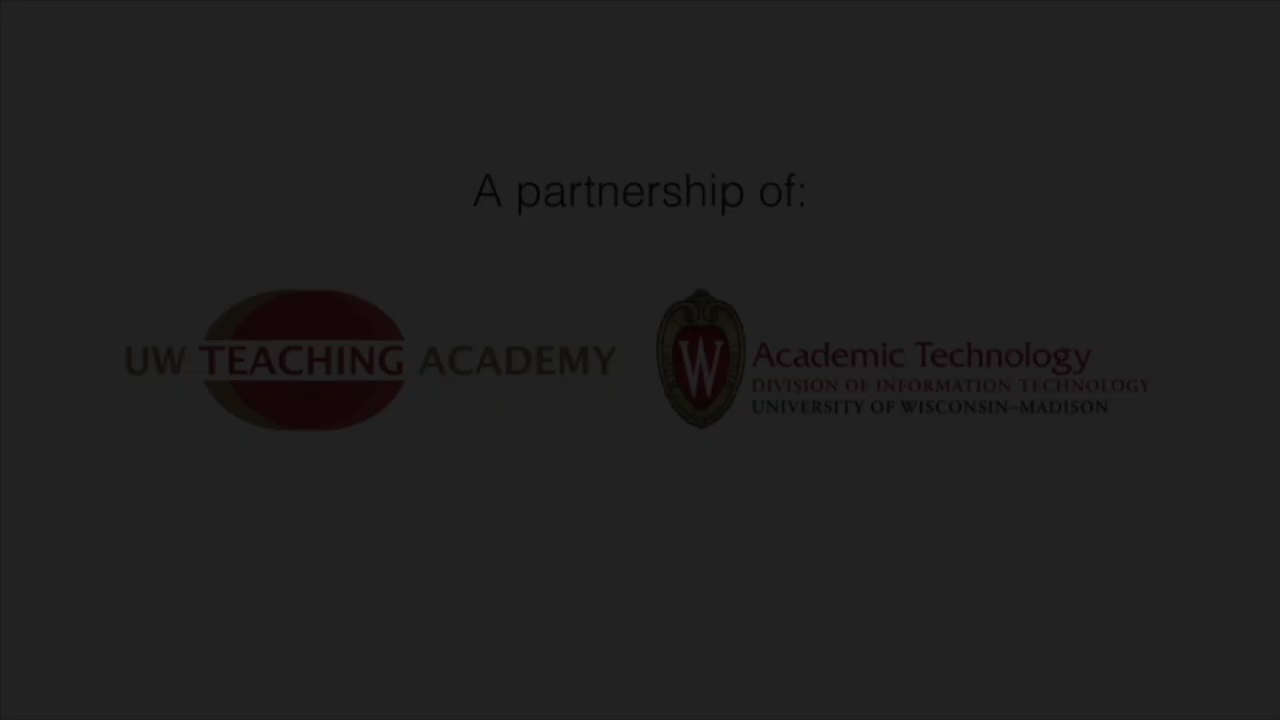 A partnership of:
UW TEACHING ACADEMY
W
Academic Technology
DIVISION OF INFORMATION TECHNOLOGY
UNIVERSITY OF WISCONSIN–MADISON